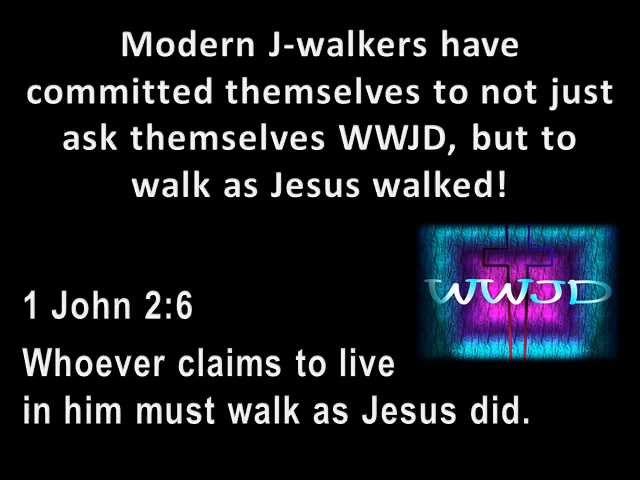 Modern J-walkers have
committed themselves to not just
ask themselves WWJD, but to
walk as Jesus walked!
WWJD
1 John 2:6
Whoever claims to live
in him must walk as Jesus did.